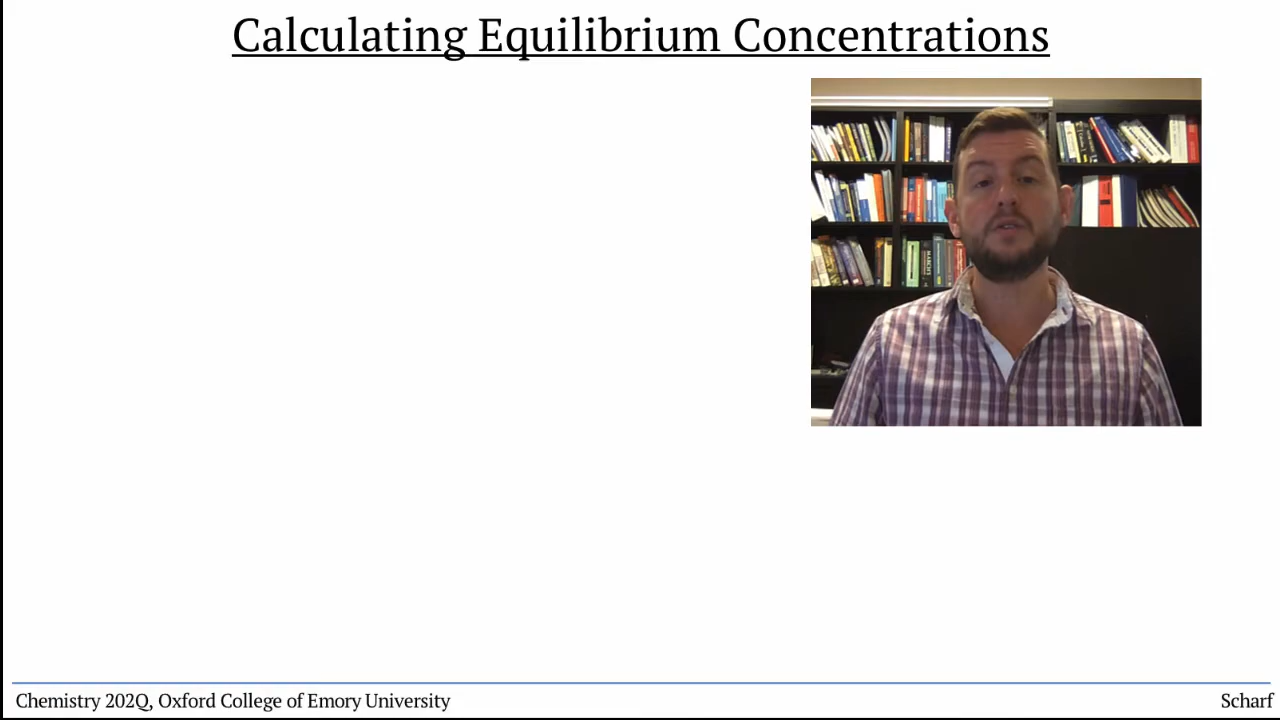 Calculating Equilibrium Concentrations
Chemistry 202Q, Oxford College of Emory University
Scharf